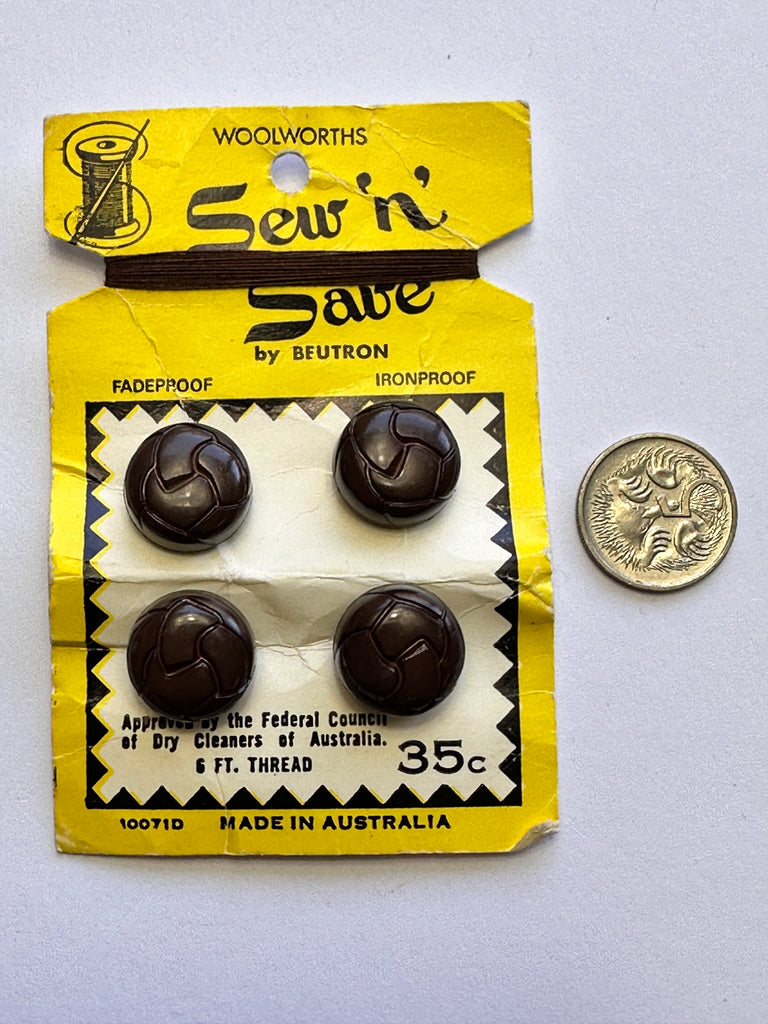 WOOLWORTHS
Sew 'n'
Save
by BEUTRON
FADEPROOF IRONPROOF
Approved by the Federal Council
of Dry Cleaners of Australia.
6 FT. THREAD
35c
10071D MADE IN AUSTRALIA